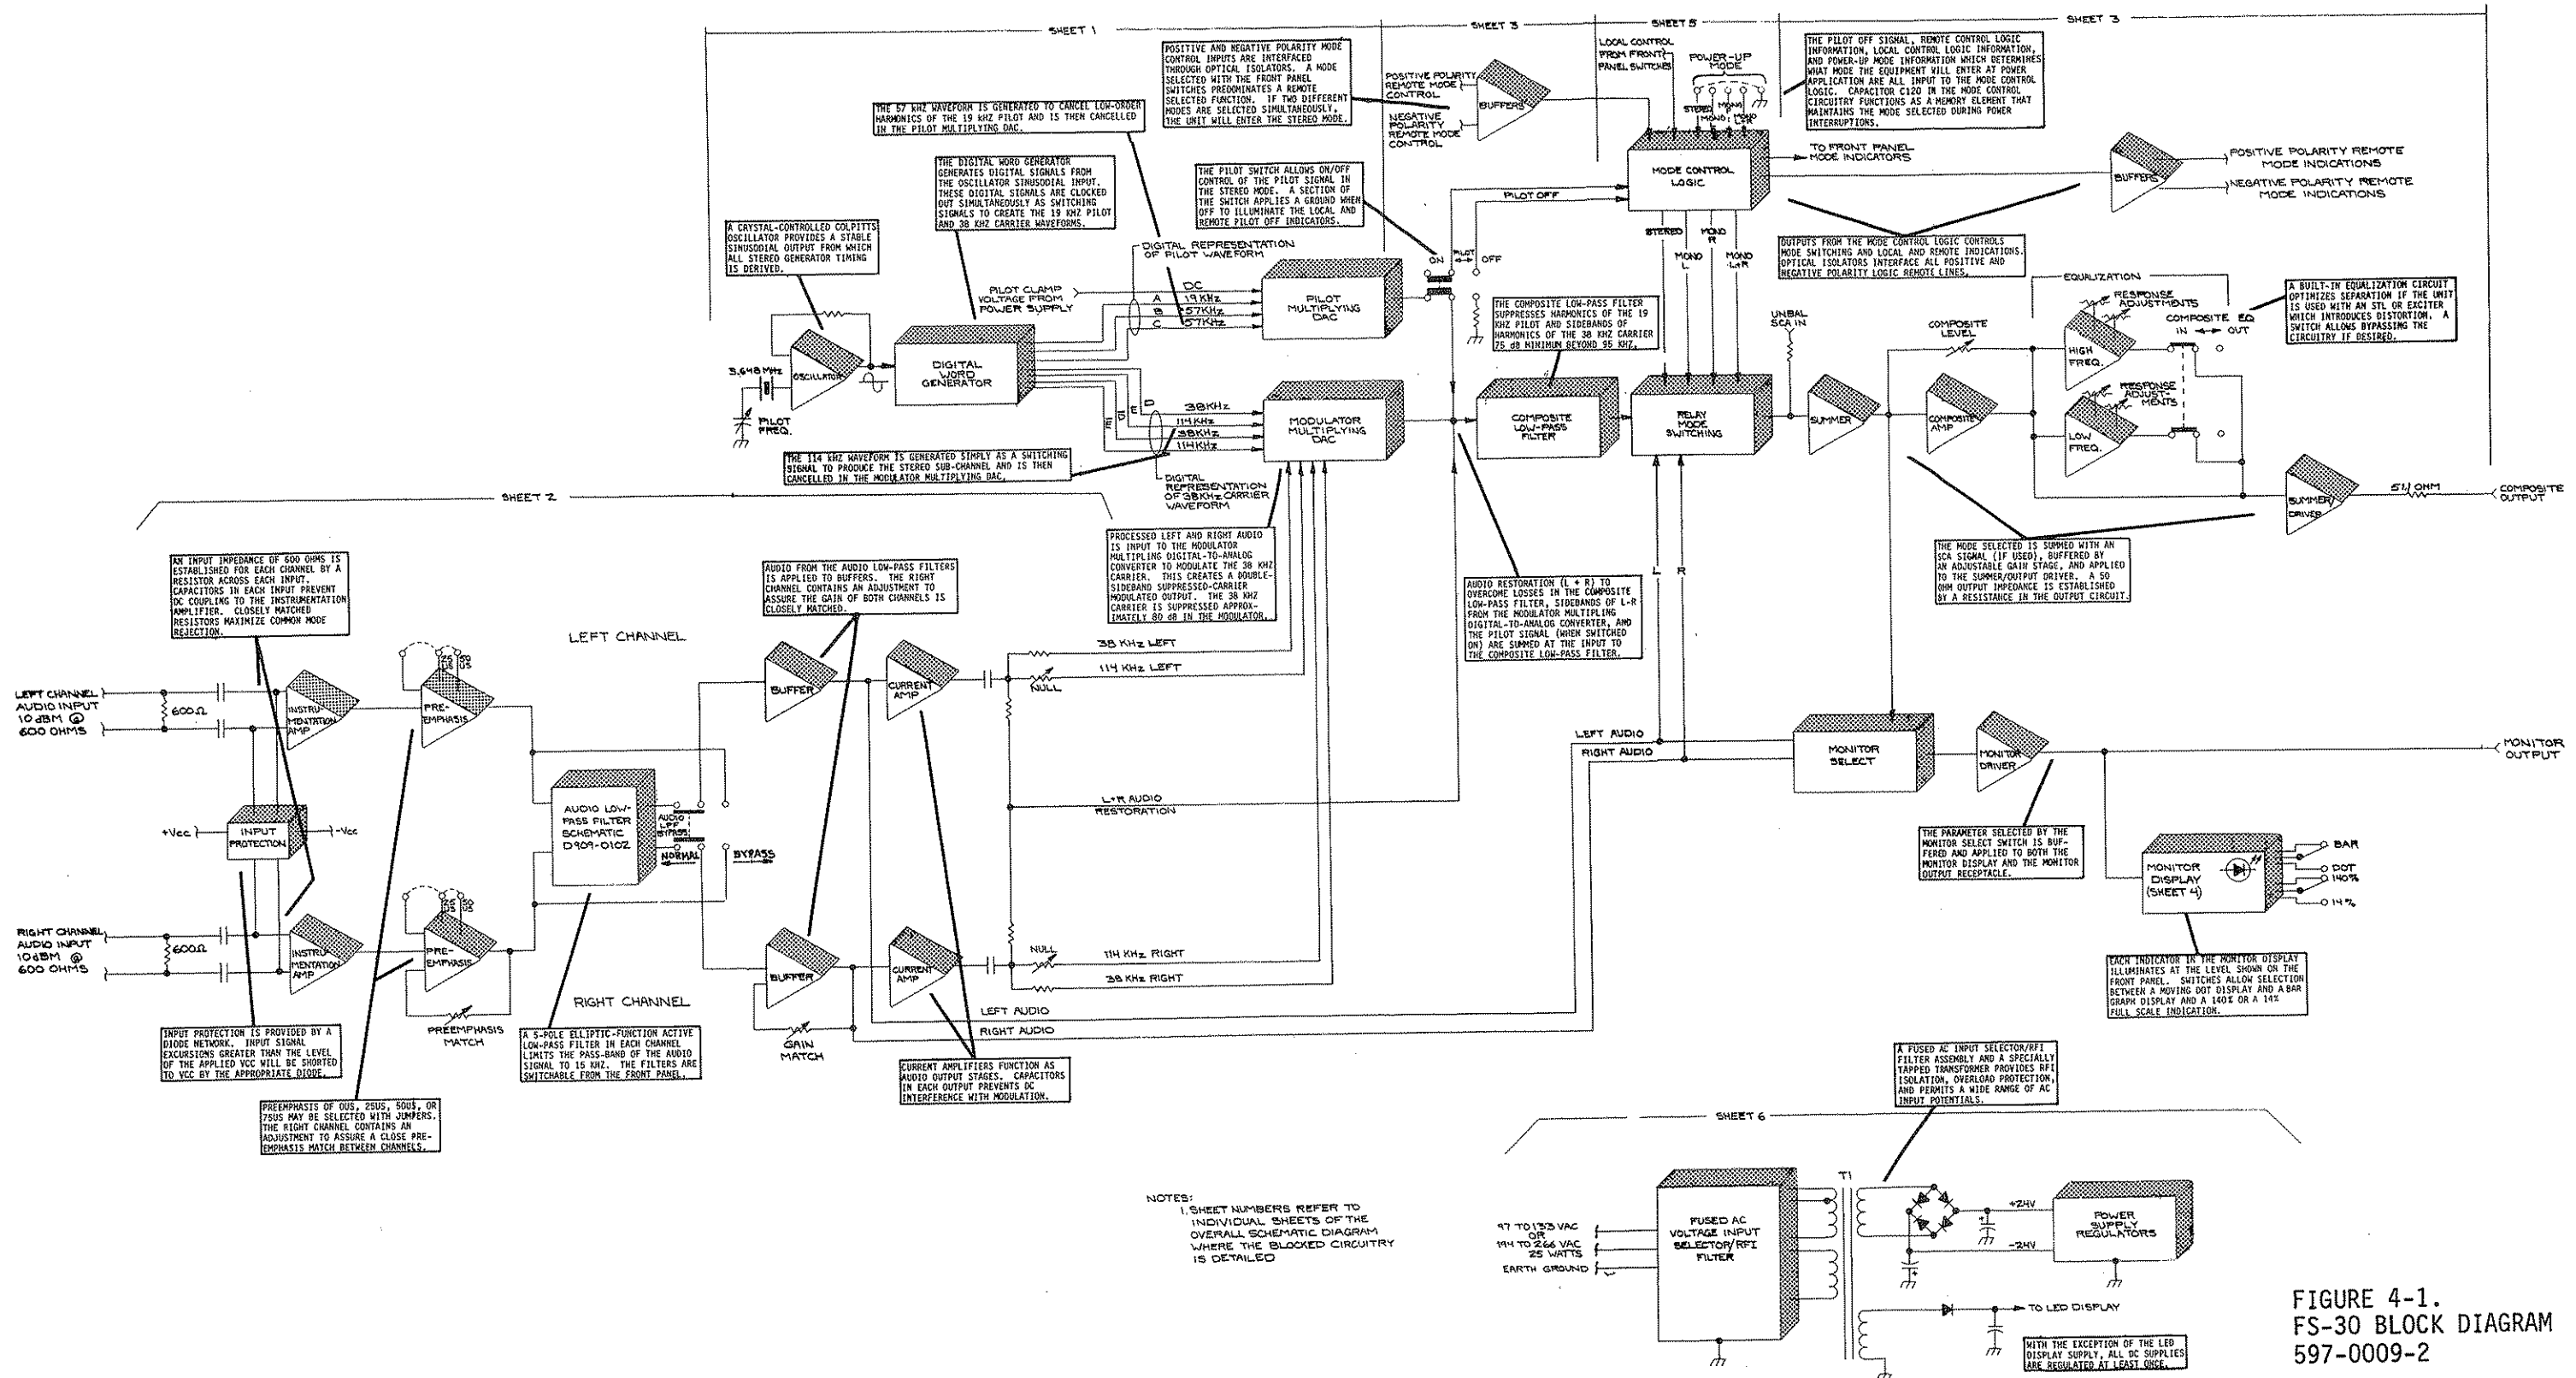 SHEET 1
SHEET 3
SHEET 5
SHEET 3
POSITIVE AND NEGATIVE POLARITY MODE
CONTROL INPUTS ARE INTERFACED
THROUGH OPTICAL ISOLATORS. A MODE
SELECTED WITH THE FRONT PANEL
SWITCHES PREDOMINATES A REMOTE
SELECTED FUNCTION. IF TWO DIFFERENT
MODES ARE SELECTED SIMULTANEOUSLY,
THE UNIT WILL ENTER THE STEREO MODE.
POSITIVE POLARITY
REMOTE MODE
CONTROL
NEGATIVE
POLARITY
REMOTE MODE
CONTROL
BUFFERS
LOCAL CONTROL
FROM FRONT
PANEL SWITCHES
POWER-UP
MODE
STEREO
MONO
MONO
MONO
L+R
THE PILOT OFF SIGNAL, REMOTE CONTROL LOGIC
INFORMATION, LOCAL CONTROL LOGIC INFORMATION,
AND POWER-UP MODE INFORMATION WHICH DETERMINES
WHAT MODE THE EQUIPMENT WILL ENTER AT POWER
APPLICATION ARE ALL INPUT TO THE MODE CONTROL
LOGIC. CAPACITOR C120 IN THE MODE CONTROL
CIRCUITRY FUNCTIONS AS A MEMORY ELEMENT THAT
MAINTAINS THE MODE SELECTED DURING POWER
INTERRUPTIONS.
MODE CONTROL
LOGIC
TO FRONT PANEL
MODE INDICATORS
BUFFERS
POSITIVE POLARITY REMOTE
MODE INDICATIONS
NEGATIVE POLARITY REMOTE
MODE INDICATIONS
THE 57 KHZ WAVEFORM IS GENERATED TO CANCEL LOW-ORDER
HARMONICS OF THE 19 KHZ PILOT AND IS THEN CANCELLED
IN THE PILOT MULTIPLYING DAC.
THE DIGITAL WORD GENERATOR
GENERATES DIGITAL SIGNALS FROM
THE OSCILLATOR SINUSODIAL INPUT.
THESE DIGITAL SIGNALS ARE CLOCKED
OUT SIMULTANEOUSLY AS SWITCHING
SIGNALS TO CREATE THE 19 KHZ PILOT
AND 38 KHZ CARRIER WAVEFORMS.
THE PILOT SWITCH ALLOWS ON/OFF
CONTROL OF THE PILOT SIGNAL IN
THE STEREO MODE. A SECTION OF
THE SWITCH APPLIES A GROUND WHEN
OFF TO ILLUMINATE THE LOCAL AND
REMOTE PILOT OFF INDICATORS.
PILOT OFF
STEREO
MONO
L
MONO
R
MONO
L+R
OUTPUTS FROM THE MODE CONTROL LOGIC CONTROLS
MODE SWITCHING AND LOCAL AND REMOTE INDICATIONS.
OPTICAL ISOLATORS INTERFACE ALL POSITIVE AND
NEGATIVE POLARITY LOGIC REMOTE LINES.
A CRYSTAL-CONTROLLED COLPITTS
OSCILLATOR PROVIDES A STABLE
SINUSODIAL OUTPUT FROM WHICH
ALL STEREO GENERATOR TIMING
IS DERIVED.
DIGITAL REPRESENTATION
OF PILOT WAVEFORM
PILOT CLAMP
VOLTAGE FROM
POWER SUPPLY
DC
A 19KHz
B 57KHz
C 57KHz
PILOT
MULTIPLYING
DAC
ON
PILOT
OFF
THE COMPOSITE LOW-PASS FILTER
SUPPRESSES HARMONICS OF THE 19
KHZ PILOT AND SIDEBANDS OF
HARMONICS OF THE 38 KHZ CARRIER
75 dB MINIMUM BEYOND 95 KHZ.
UNBAL
SCA IN
COMPOSITE
LEVEL
EQUALIZATION
RESPONSE
ADJUSTMENTS
COMPOSITE EQ
IN OUT
HIGH
FREQ.
RESPONSE
ADJUST-
MENTS
LOW
FREQ.
A BUILT-IN EQUALIZATION CIRCUIT
OPTIMIZES SEPARATION IF THE UNIT
IS USED WITH AN STL OR EXCITER
WHICH INTRODUCES DISTORTION. A
SWITCH ALLOWS BYPASSING THE
CIRCUITRY IF DESIRED.
3.648 MHz
OSCILLATOR
PILOT
FREQ.
DIGITAL
WORD
GENERATOR
D
E
38KHz
114KHz
38KHz
114KHz
MODULATOR
MULTIPLYING
DAC
COMPOSITE
LOW-PASS
FILTER
RELAY
MODE
SWITCHING
SUMMER
COMPOSITE
AMP
SUMMER/
DRIVER
51.1 OHM
COMPOSITE
OUTPUT
THE 114 KHZ WAVEFORM IS GENERATED SIMPLY AS A SWITCHING
SIGNAL TO PRODUCE THE STEREO SUB-CHANNEL AND IS THEN
CANCELLED IN THE MODULATOR MULTIPLYING DAC.
DIGITAL
REPRESENTATION
OF 38KHz CARRIER
WAVEFORM
SHEET 2
AN INPUT IMPEDANCE OF 600 OHMS IS
ESTABLISHED FOR EACH CHANNEL BY A
RESISTOR ACROSS EACH INPUT.
CAPACITORS IN EACH INPUT PREVENT
DC COUPLING TO THE INSTRUMENTATION
AMPLIFIER. CLOSELY MATCHED
RESISTORS MAXIMIZE COMMON MODE
REJECTION.
AUDIO FROM THE AUDIO LOW-PASS FILTERS
IS APPLIED TO BUFFERS. THE RIGHT
CHANNEL CONTAINS AN ADJUSTMENT TO
ASSURE THE GAIN OF BOTH CHANNELS IS
CLOSELY MATCHED.
PROCESSED LEFT AND RIGHT AUDIO
IS INPUT TO THE MODULATOR
MULTIPLING DIGITAL-TO-ANALOG
CONVERTER TO MODULATE THE 38 KHZ
CARRIER. THIS CREATES A DOUBLE-
SIDEBAND SUPPRESSED-CARRIER
MODULATED OUTPUT. THE 38 KHZ
CARRIER IS SUPPRESSED APPROX-
IMATELY 80 dB IN THE MODULATOR.
AUDIO RESTORATION (L + R) TO
OVERCOME LOSSES IN THE COMPOSITE
LOW-PASS FILTER, SIDEBANDS OF L-R
FROM THE MODULATOR MULTIPLYING
DIGITAL-TO-ANALOG CONVERTER, AND
THE PILOT SIGNAL (WHEN SWITCHED
ON) ARE SUMMED AT THE INPUT TO
THE COMPOSITE LOW-PASS FILTER.
L
R
THE MODE SELECTED IS SUMMED WITH AN
SCA SIGNAL (IF USED), BUFFERED BY
AN ADJUSTABLE GAIN STAGE, AND APPLIED
TO THE SUMMER/OUTPUT DRIVER. A 50
OHM OUTPUT IMPEDANCE IS ESTABLISHED
BY A RESISTANCE IN THE OUTPUT CIRCUIT.
LEFT CHANNEL
LEFT CHANNEL
AUDIO INPUT
10 dBM @
600 OHMS
600Ω
INSTRU-
MENTATION
AMP
25
US
50
US
PRE-
EMPHASIS
BUFFER
CURRENT
AMP
38 KHz LEFT
114 KHz LEFT
NULL
+Vcc
INPUT
PROTECTION
-Vcc
AUDIO LOW-
PASS FILTER
SCHEMATIC
D909-0102
AUDIO
LPF
BYPASS
NORMAL
BYPASS
L+R AUDIO
RESTORATION
LEFT AUDIO
RIGHT AUDIO
MONITOR
SELECT
MONITOR
DRIVER
MONITOR
OUTPUT
THE PARAMETER SELECTED BY THE
MONITOR SELECT SWITCH IS BUF-
FERED AND APPLIED TO BOTH THE
MONITOR DISPLAY AND THE MONITOR
OUTPUT RECEPTACLE.
MONITOR
DISPLAY
(SHEET 4)
BAR
DOT
140%
14%
RIGHT CHANNEL
AUDIO INPUT
10dBM @
600 OHMS
600Ω
INSTRU-
MENTATION
AMP
25
US
50
US
PRE-
EMPHASIS
PREEMPHASIS
MATCH
RIGHT CHANNEL
BUFFER
GAIN
MATCH
CURRENT
AMP
NULL
114 KHz RIGHT
38 KHz RIGHT
LEFT AUDIO
RIGHT AUDIO
EACH INDICATOR IN THE MONITOR DISPLAY
ILLUMINATES AT THE LEVEL SHOWN ON THE
FRONT PANEL. SWITCHES ALLOW SELECTION
BETWEEN A MOVING DOT DISPLAY AND A BAR
GRAPH DISPLAY AND A 140% OR A 14%
FULL SCALE INDICATION.
INPUT PROTECTION IS PROVIDED BY A
DIODE NETWORK. INPUT SIGNAL
EXCURSIONS GREATER THAN THE LEVEL
OF THE APPLIED VCC WILL BE SHORTED
TO VCC BY THE APPROPRIATE DIODE.
A 5-POLE ELLIPTIC-FUNCTION ACTIVE
LOW-PASS FILTER IN EACH CHANNEL
LIMITS THE PASS-BAND OF THE AUDIO
SIGNAL TO 15 KHZ. THE FILTERS ARE
SWITCHABLE FROM THE FRONT PANEL.
CURRENT AMPLIFIERS FUNCTION AS
AUDIO OUTPUT STAGES. CAPACITORS
IN EACH OUTPUT PREVENTS DC
INTERFERENCE WITH MODULATION.
PREEMPHASIS OF 0US, 25US, 50US, OR
75US MAY BE SELECTED WITH JUMPERS.
THE RIGHT CHANNEL CONTAINS AN
ADJUSTMENT TO ASSURE A CLOSE PRE-
EMPHASIS MATCH BETWEEN CHANNELS.
A FUSED AC INPUT SELECTOR/RFI
FILTER ASSEMBLY AND A SPECIALLY
TAPPED TRANSFORMER PROVIDES RFI
ISOLATION, OVERLOAD PROTECTION,
AND PERMITS A WIDE RANGE OF AC
INPUT POTENTIALS.
SHEET 6
NOTES:
1. SHEET NUMBERS REFER TO
INDIVIDUAL SHEETS OF THE
OVERALL SCHEMATIC DIAGRAM
WHERE THE BLOCKED CIRCUITRY
IS DETAILED
97 TO 133 VAC
OR
194 TO 266 VAC
25 WATTS
EARTH GROUND
FUSED AC
VOLTAGE INPUT
SELECTOR/RFI
FILTER
T1
+24V
-24V
POWER
SUPPLY
REGULATORS
TO LED DISPLAY
WITH THE EXCEPTION OF THE LED
DISPLAY SUPPLY, ALL DC SUPPLIES
ARE REGULATED AT LEAST ONCE.
FIGURE 4-1.
FS-30 BLOCK DIAGRAM
597-0009-2